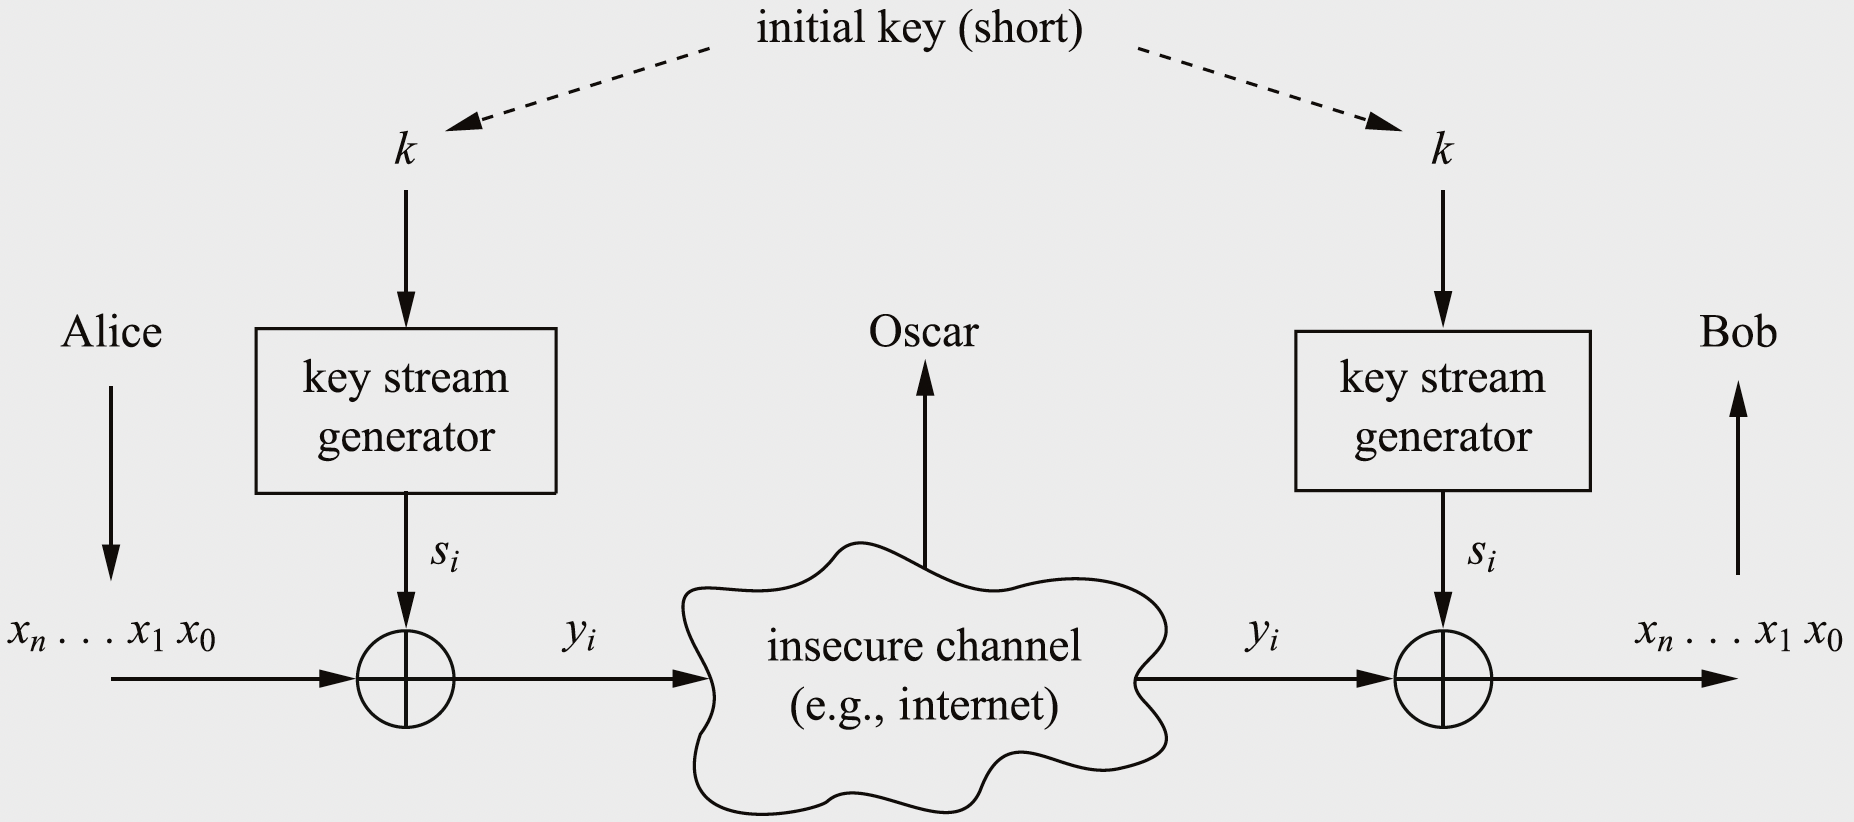 initial key (short)
k
k
Alice
Oscar
Bob
key stream
generator
key stream
generator
s_i
s_i
x_n . . . x_1 x_0
y_i
insecure channel
(e.g., internet)
y_i
x_n . . . x_1 x_0